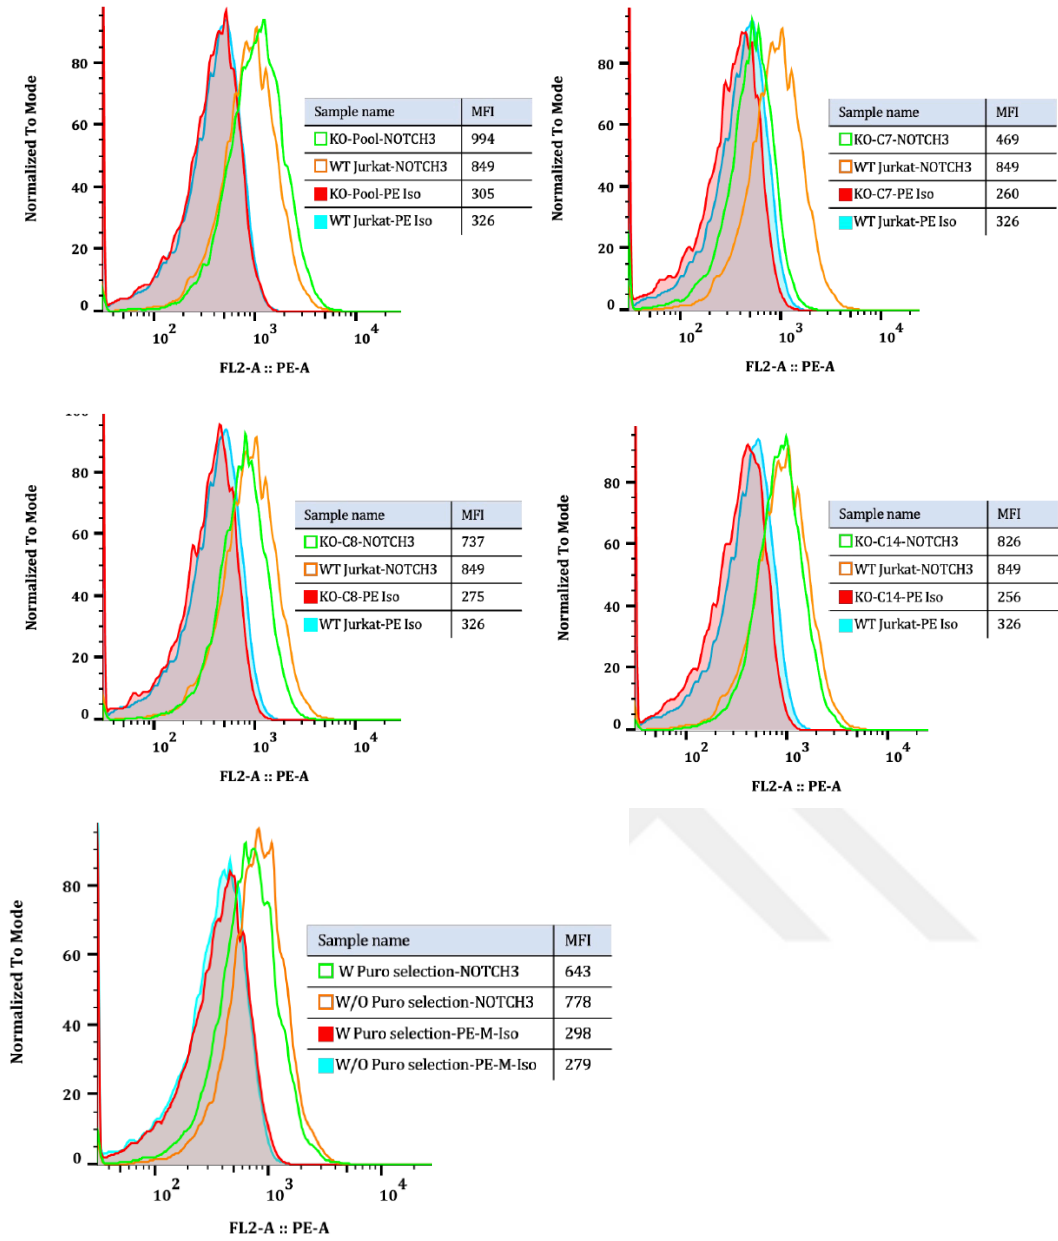 Normalized To Mode
80
60
40
20
0
10^2
10^3
10^4
FL2-A :: PE-A
Sample name MFI
KO-Pool-NOTCH3 994
WT Jurkat-NOTCH3 849
KO-Pool-PE Iso 305
WT Jurkat-PE Iso 326
Normalized To Mode
80
60
40
20
0
10^2
10^3
10^4
FL2-A :: PE-A
Sample name MFI
KO-C7-NOTCH3 469
WT Jurkat-NOTCH3 849
KO-C7-PE Iso 260
WT Jurkat-PE Iso 326
Normalized To Mode
80
60
40
20
0
10^2
10^3
10^4
FL2-A :: PE-A
Sample name MFI
KO-C8-NOTCH3 737
WT Jurkat-NOTCH3 849
KO-C8-PE Iso 275
WT Jurkat-PE Iso 326
Normalized To Mode
80
60
40
20
0
10^2
10^3
10^4
FL2-A :: PE-A
Sample name MFI
KO-C14-NOTCH3 826
WT Jurkat-NOTCH3 849
KO-C14-PE Iso 256
WT Jurkat-PE Iso 326
Normalized To Mode
80
60
40
20
0
10^2
10^3
10^4
FL2-A :: PE-A
Sample name MFI
W Puro selection-NOTCH3 643
W/O Puro selection-NOTCH3 778
W Puro selection-PE-M-Iso 298
W/O Puro selection-PE-M-Iso 279